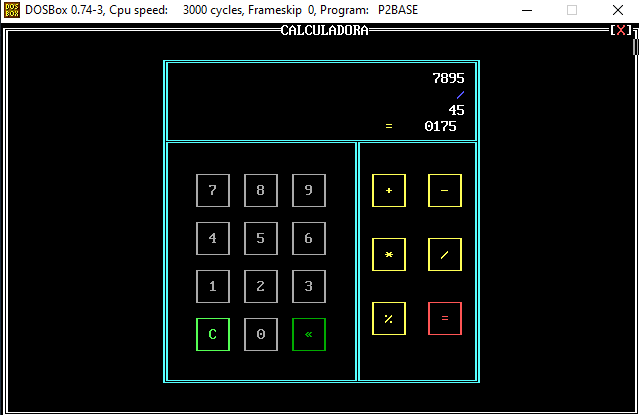 DOSBox 0.74-3, Cpu speed: 3000 cycles, Frameskip 0, Program: P2BASE
CALCULADORA [X]
7895
/
45
= 0175
7 8 9 + -
4 5 6 * /
1 2 3
C 0 « % =